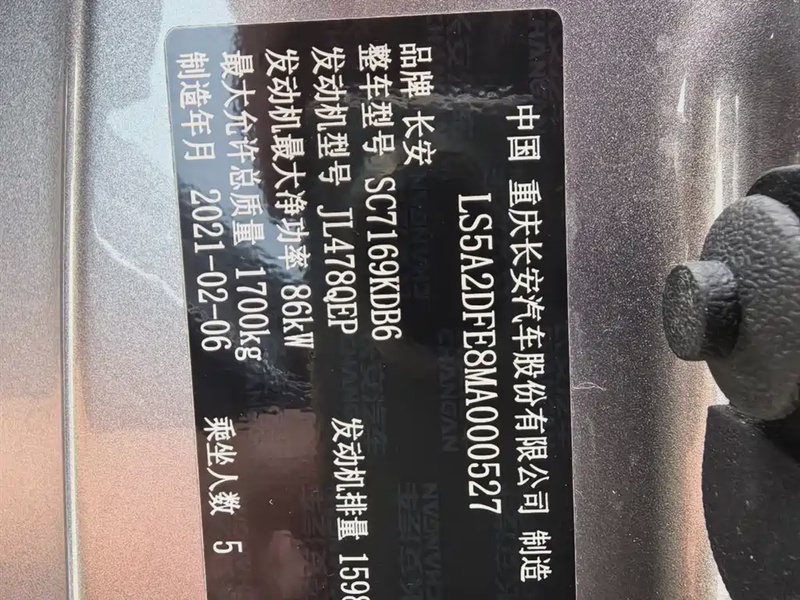 中国 重庆长安汽车股份有限公司 制造
LS5A2DFE8MA000527
品牌 长安
整车型号 SC7169KDB6
发动机型号 JL478QEP 发动机排量 1598
发动机最大净功率 86kW
最大允许总质量 1700kg
制造年月 2021-02-06 乘坐人数 5